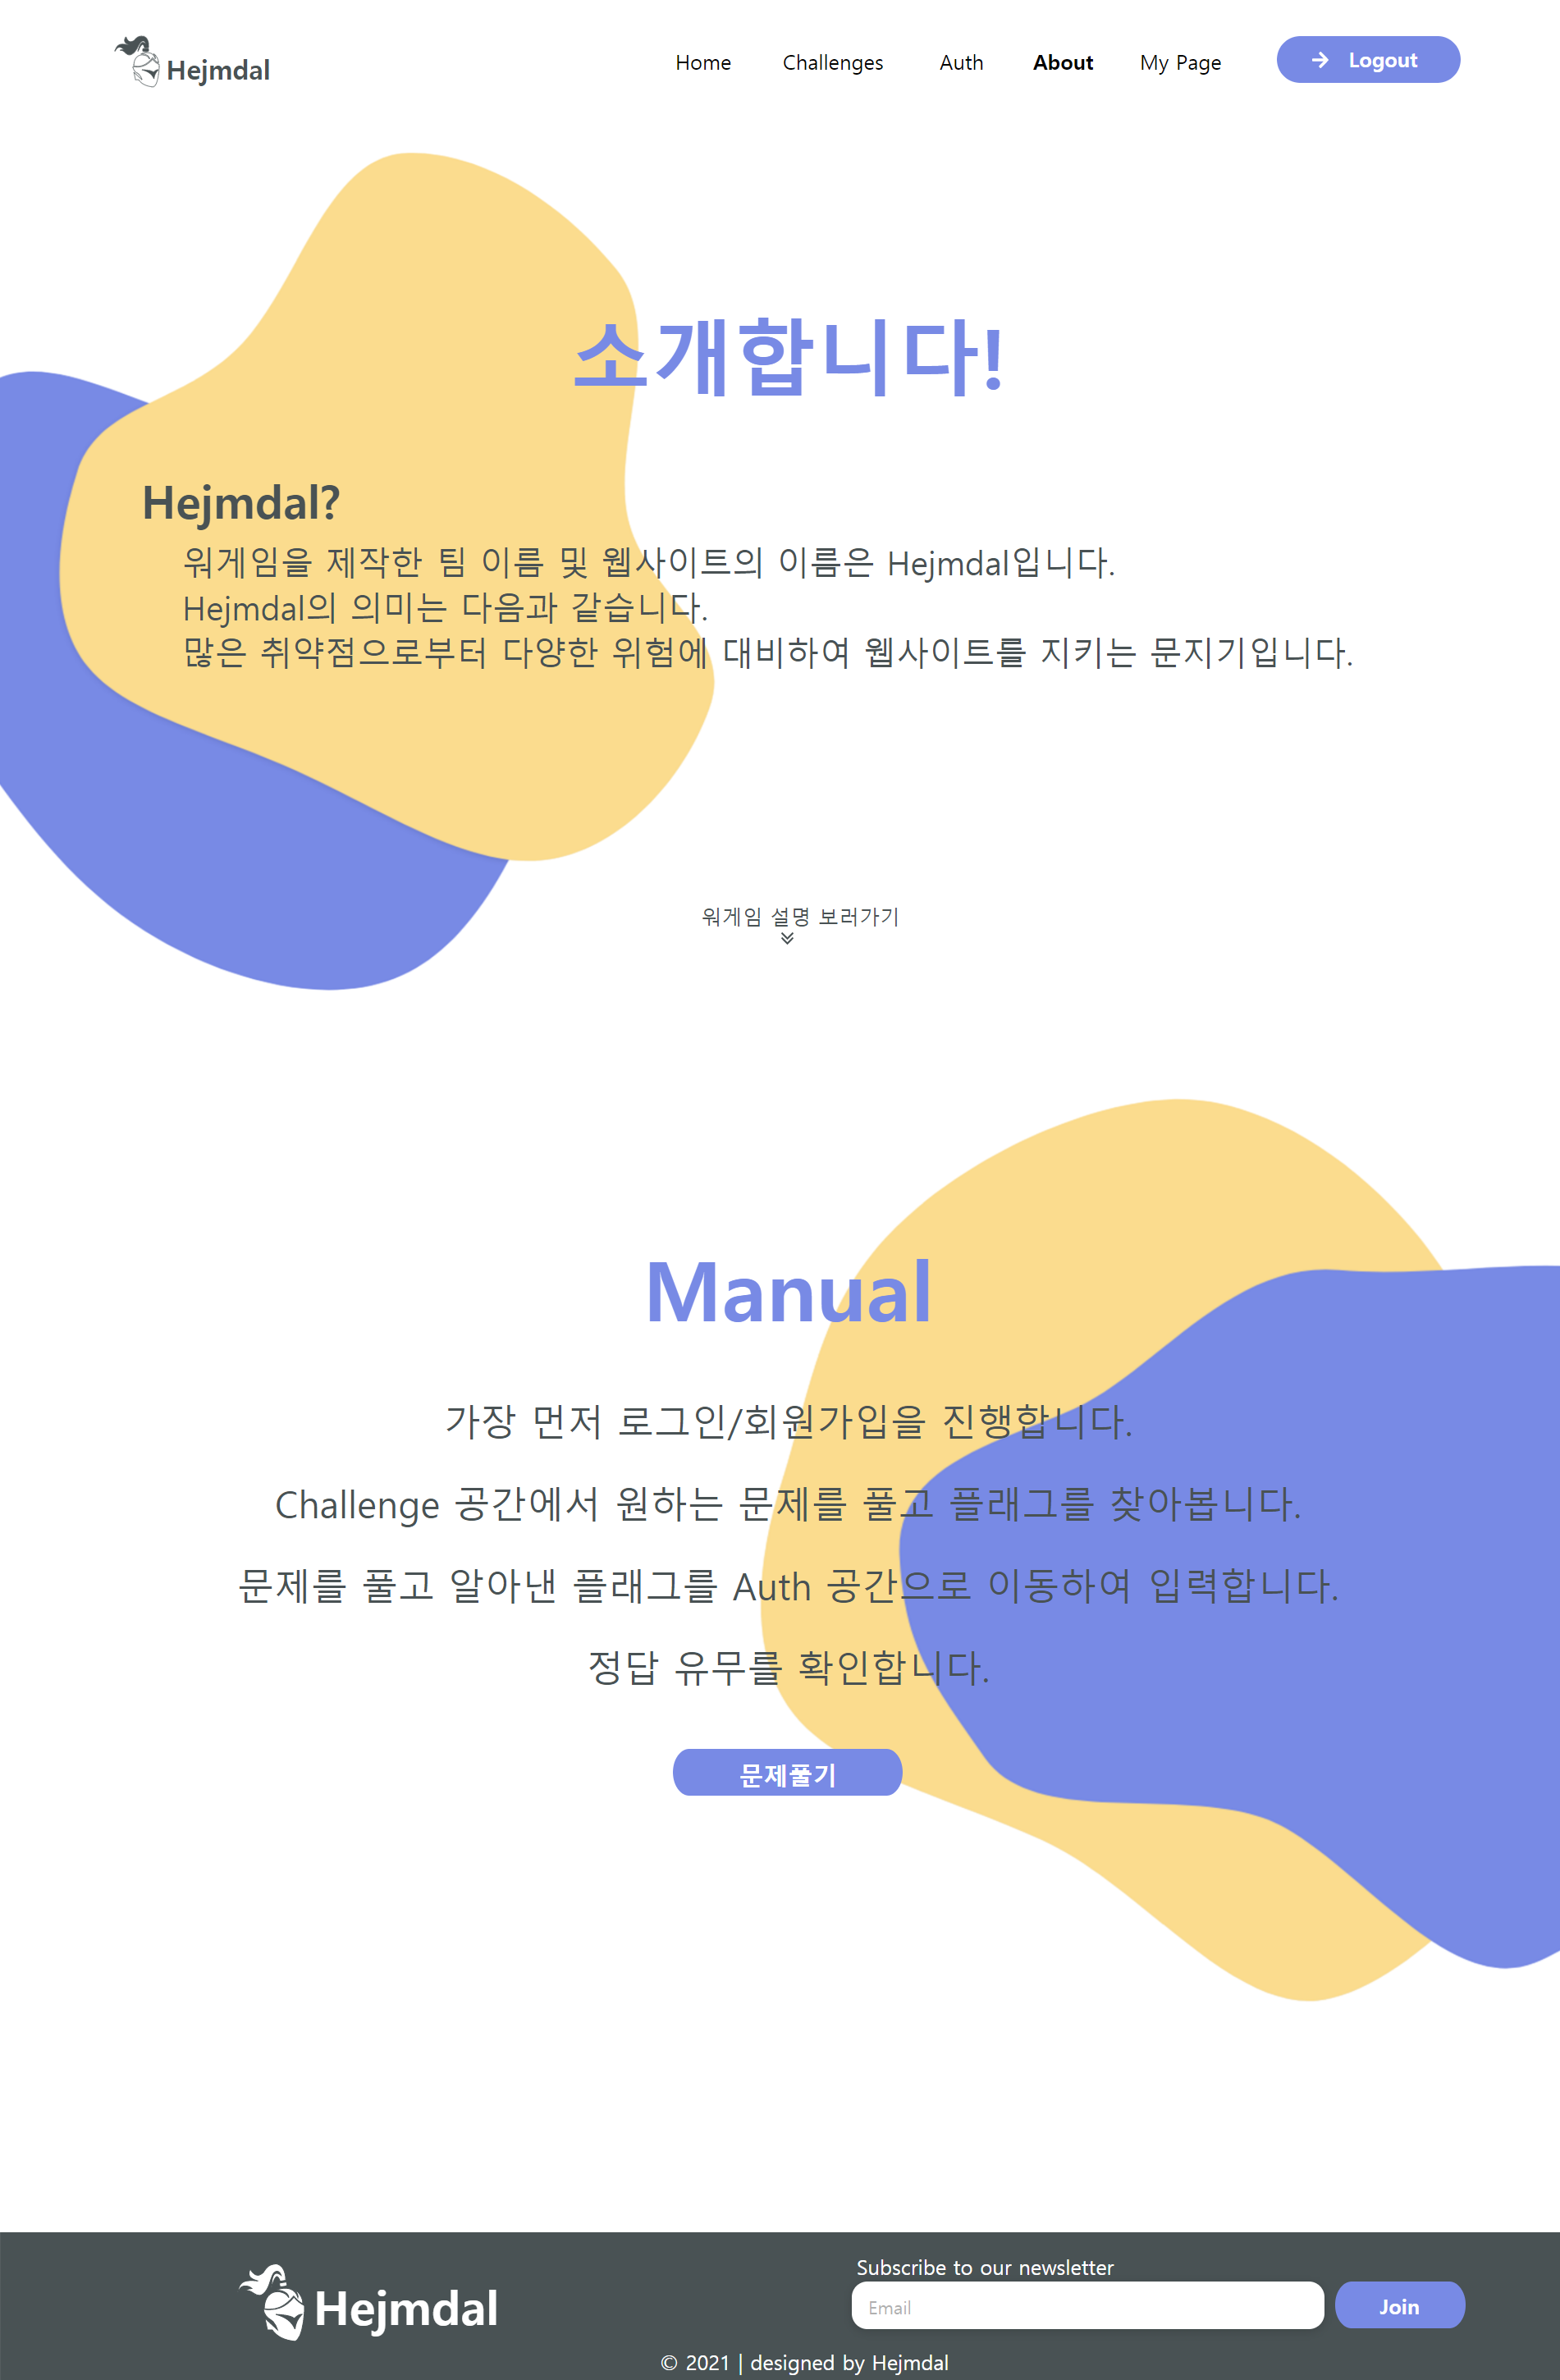 Hejmdal
Home Challenges Auth About My Page Logout
소개합니다!
Hejmdal?
워게임을 제작한 팀 이름 및 웹사이트의 이름은 Hejmdal입니다.
Hejmdal의 의미는 다음과 같습니다.
많은 취약점으로부터 다양한 위험에 대비하여 웹사이트를 지키는 문지기입니다.
워게임 설명 보러가기
Manual
가장 먼저 로그인/회원가입을 진행합니다.
Challenge 공간에서 원하는 문제를 풀고 플래그를 찾아봅니다.
문제를 풀고 알아낸 플래그를 Auth 공간으로 이동하여 입력합니다.
정답 유무를 확인합니다.
문제풀기
Hejmdal
Subscribe to our newsletter
Email
Join
© 2021 | designed by Hejmdal